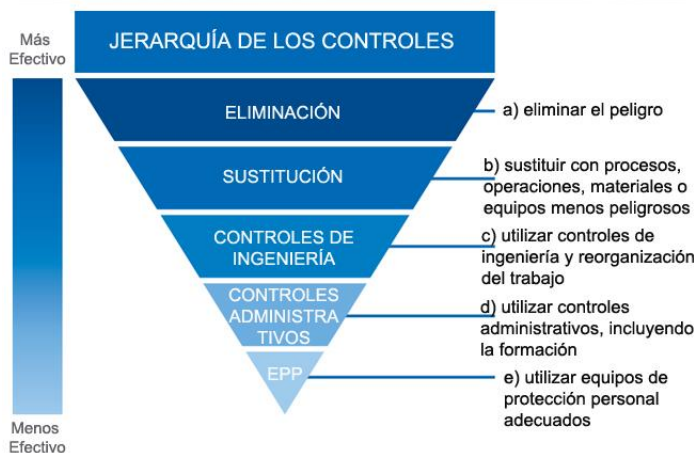 Más
Efectivo
JERARQUÍA DE LOS CONTROLES
ELIMINACIÓN
a) eliminar el peligro
SUSTITUCIÓN
b) sustituir con procesos,
operaciones, materiales o
equipos menos peligrosos
CONTROLES DE
INGENIERÍA
c) utilizar controles de
ingeniería y reorganización
del trabajo
CONTROLES
ADMINISTRA
TIVOS
d) utilizar controles
administrativos, incluyendo
la formación
EPP
e) utilizar equipos de
protección personal
adecuados
Menos
Efectivo